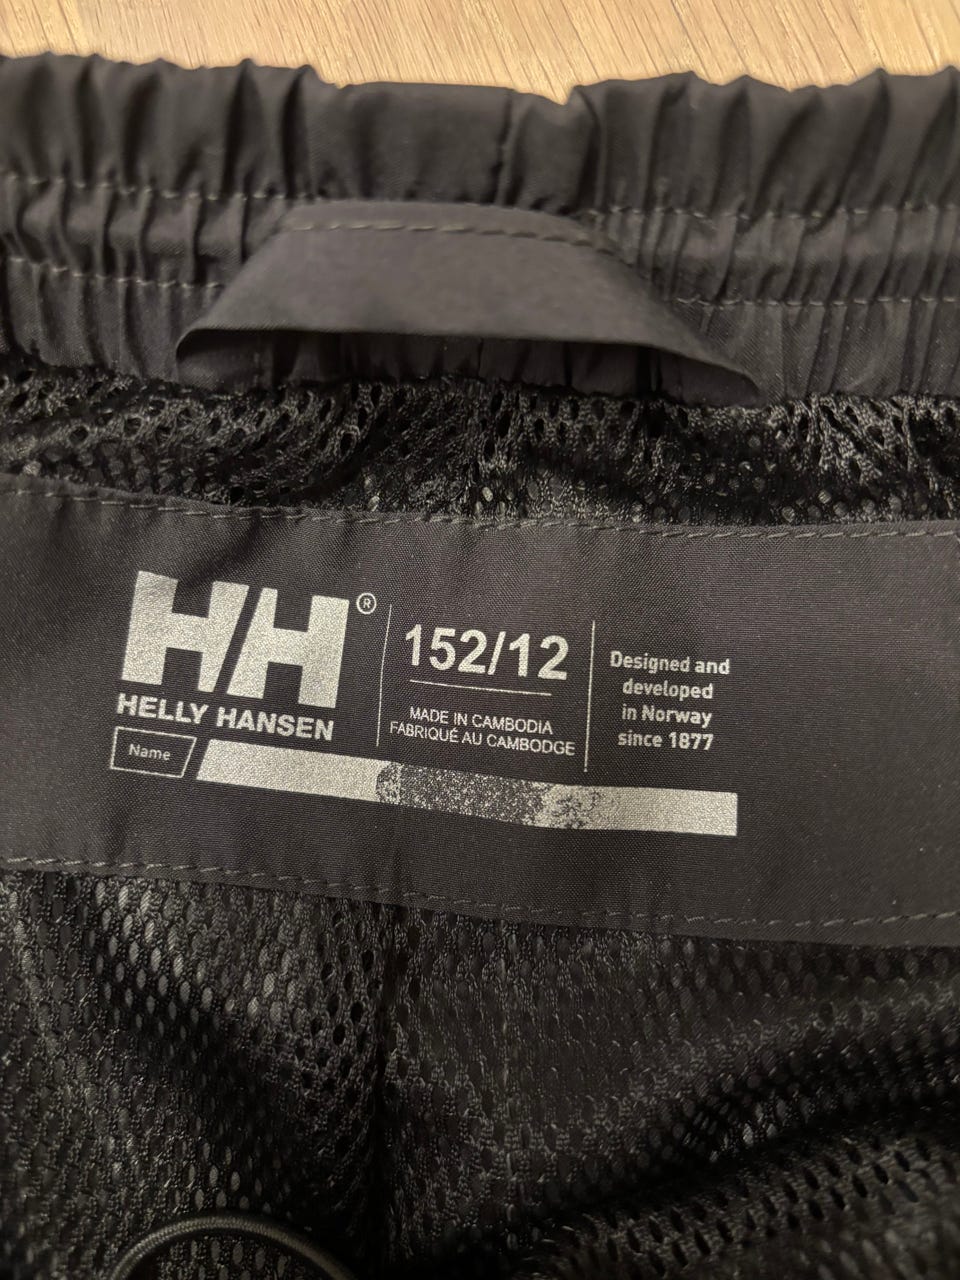 HH®
HELLY HANSEN
Name
152/12
MADE IN CAMBODIA
FABRIQUÉ AU CAMBODGE
Designed and
developed
in Norway
since 1877